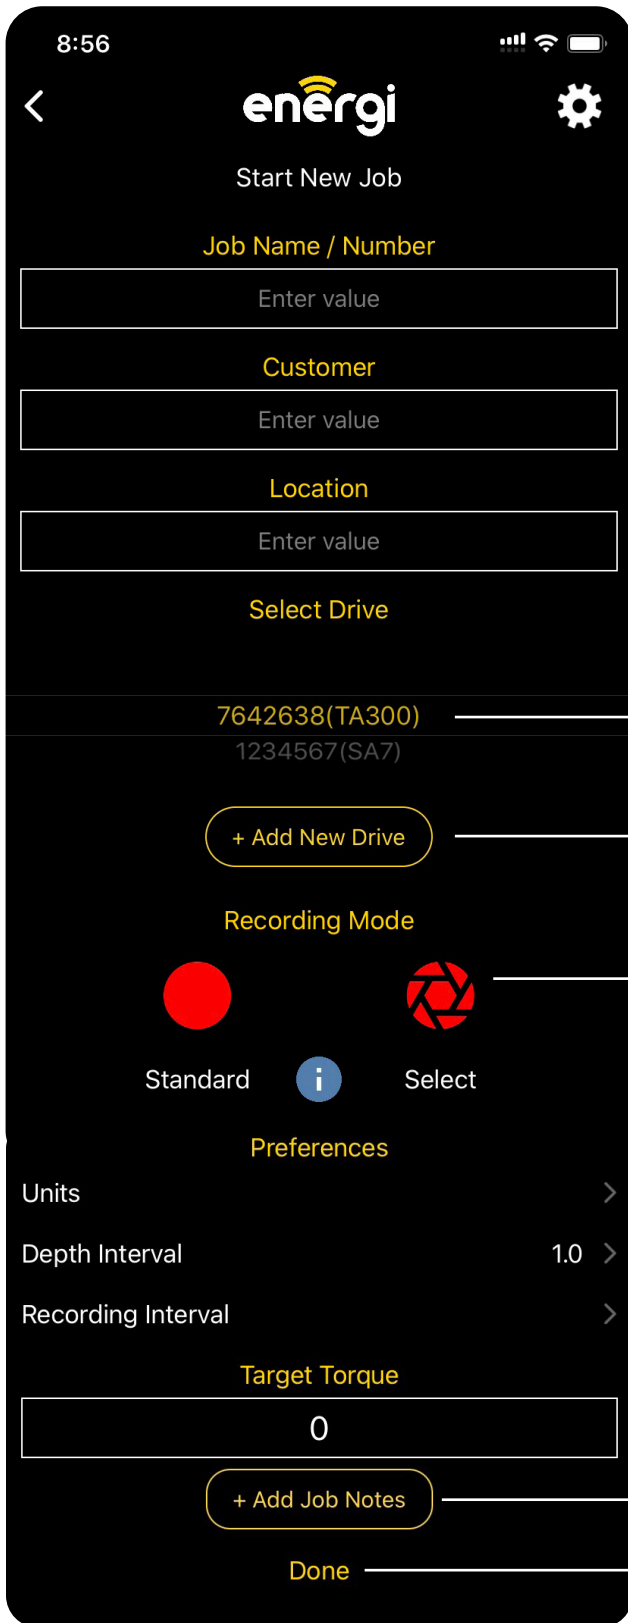 8:56
energi
Start New Job
Job Name / Number
Enter value
Customer
Enter value
Location
Enter value
Select Drive
7642638(TA300)
1234567(SA7)
+ Add New Drive
Recording Mode
Standard i Select
Preferences
Units
Depth Interval 1.0
Recording Interval
Target Torque
0
+ Add Job Notes
Done